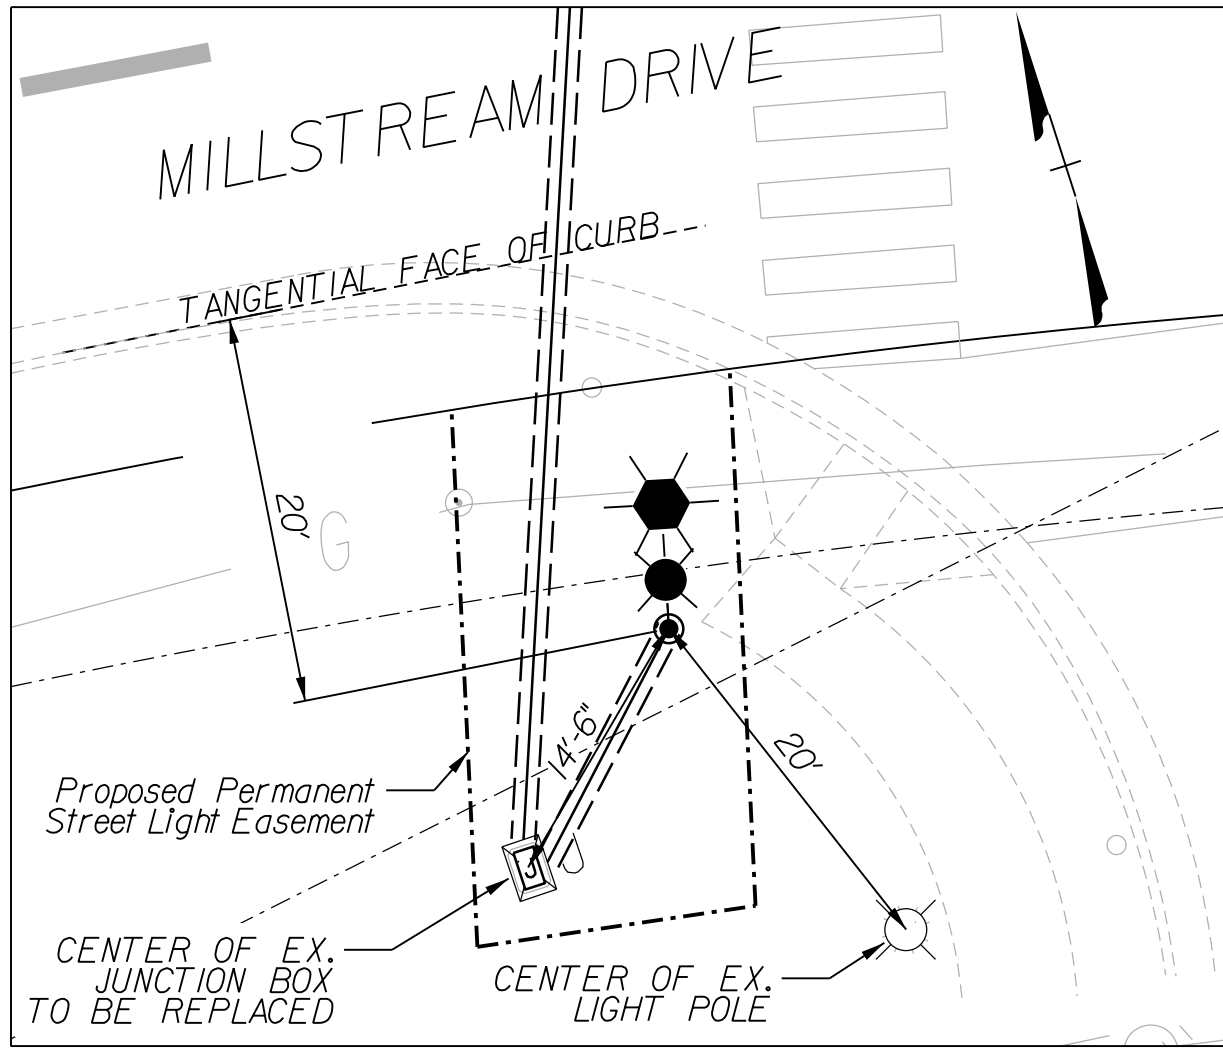 MILLSTREAM DRIVE
TANGENTIAL FACE OF CURB
20'
G
14'-6"
20'
Proposed Permanent
Street Light Easement
J
CENTER OF EX.
JUNCTION BOX
TO BE REPLACED
CENTER OF EX.
LIGHT POLE